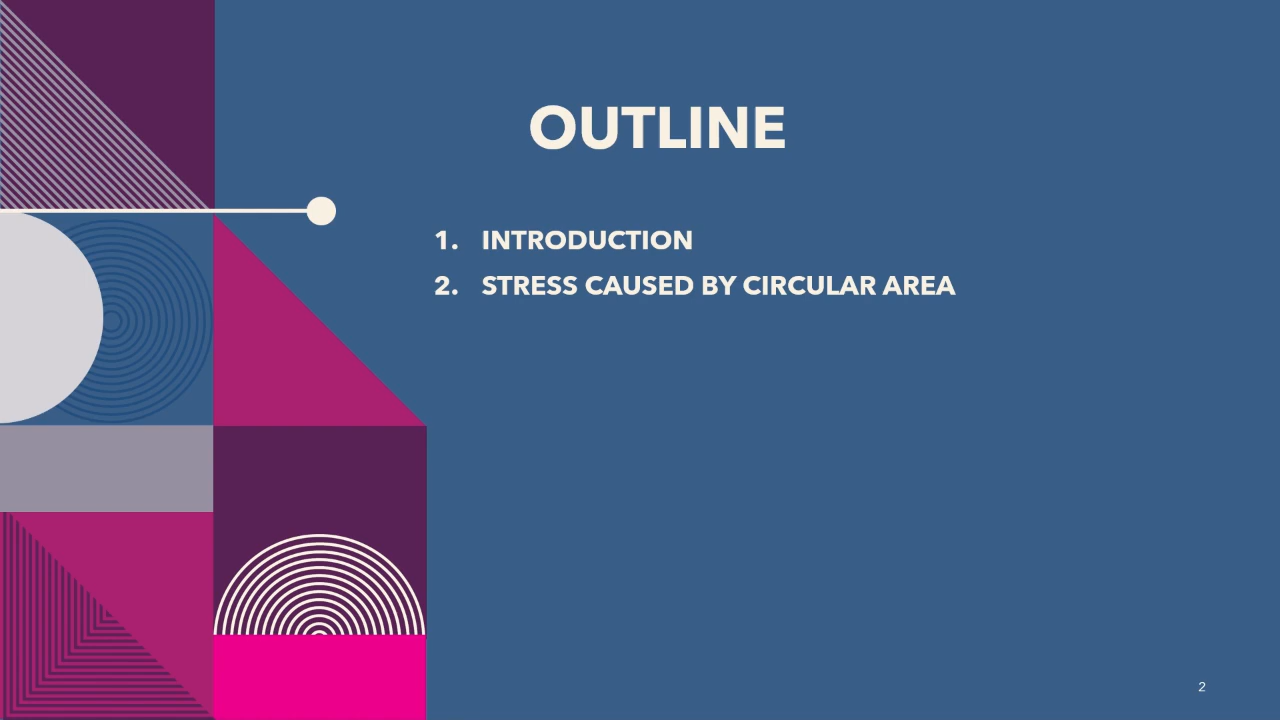 OUTLINE
1. INTRODUCTION
2. STRESS CAUSED BY CIRCULAR AREA
2